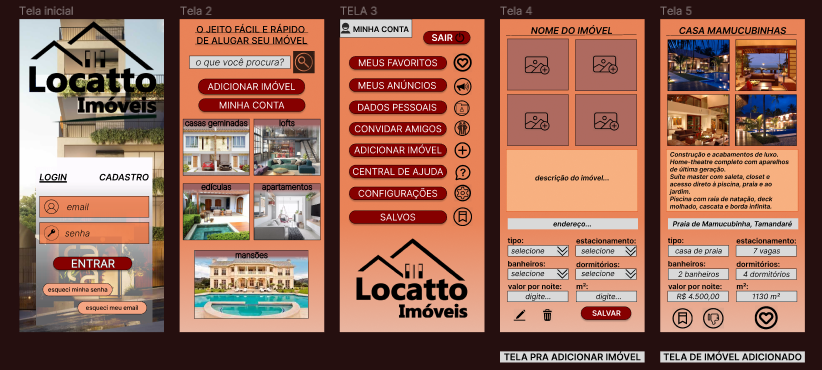 Tela inicial
Locatto
Imóveis
LOGIN
CADASTRO
email
senha
ENTRAR
esqueci minha senha
esqueci meu email
Tela 2
O JEITO FÁCIL E RÁPIDO
DE ALUGAR SEU IMÓVEL
o que você procura?
ADICIONAR IMÓVEL
MINHA CONTA
casas geminadas
lofts
edículas
apartamentos
mansões
TELA 3
MINHA CONTA
SAIR
MEUS FAVORITOS
MEUS ANÚNCIOS
DADOS PESSOAIS
CONVIDAR AMIGOS
ADICIONAR IMÓVEL
CENTRAL DE AJUDA
CONFIGURAÇÕES
SALVOS
Locatto
Imóveis
Tela 4
NOME DO IMÓVEL
descrição do imóvel...
endereço...
tipo:
estacionamento:
selecione
selecione
banheiros:
dormitórios:
selecione
selecione
valor por noite:
m²:
digite...
digite...
SALVAR
TELA PRA ADICIONAR IMÓVEL
Tela 5
CASA MAMUCUBINHAS
Construção e acabamentos de luxo.
Home-theatre completo com aparelhos
de última geração.
Suíte master com saleta, closet e
acesso direto à piscina, praia e ao
jardim.
Piscina com raia de natação, deck
molhado, cascata e borda infinita.
Praia de Mamucubinha, Tamandaré
tipo:
estacionamento:
casa de praia
7 vagas
banheiros:
dormitórios:
2 banheiros
4 dormitórios
valor por noite:
m²:
R$ 4.500,00
1130 m²
TELA DE IMÓVEL ADICIONADO